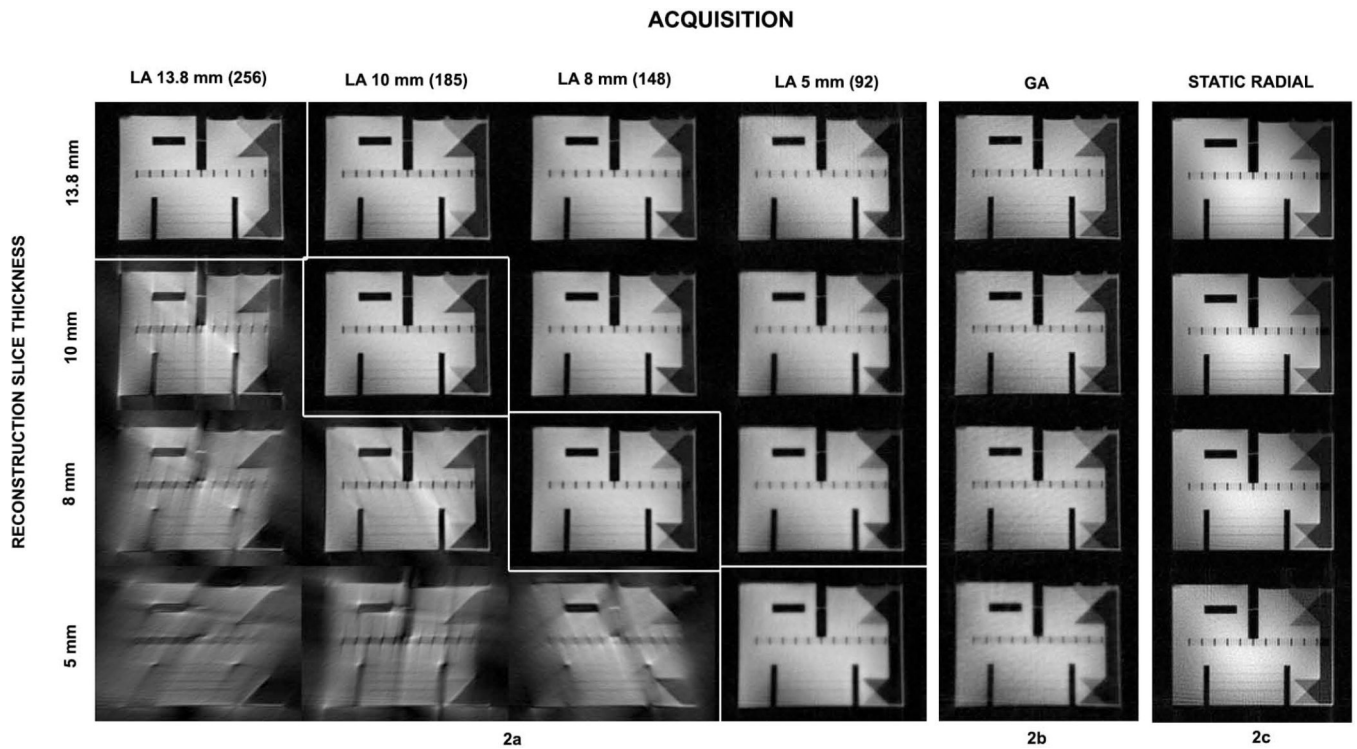 ACQUISITION
LA 13.8 mm (256) LA 10 mm (185) LA 8 mm (148) LA 5 mm (92) GA STATIC RADIAL
RECONSTRUCTION SLICE THICKNESS
13.8 mm
10 mm
8 mm
5 mm
2a 2b 2c